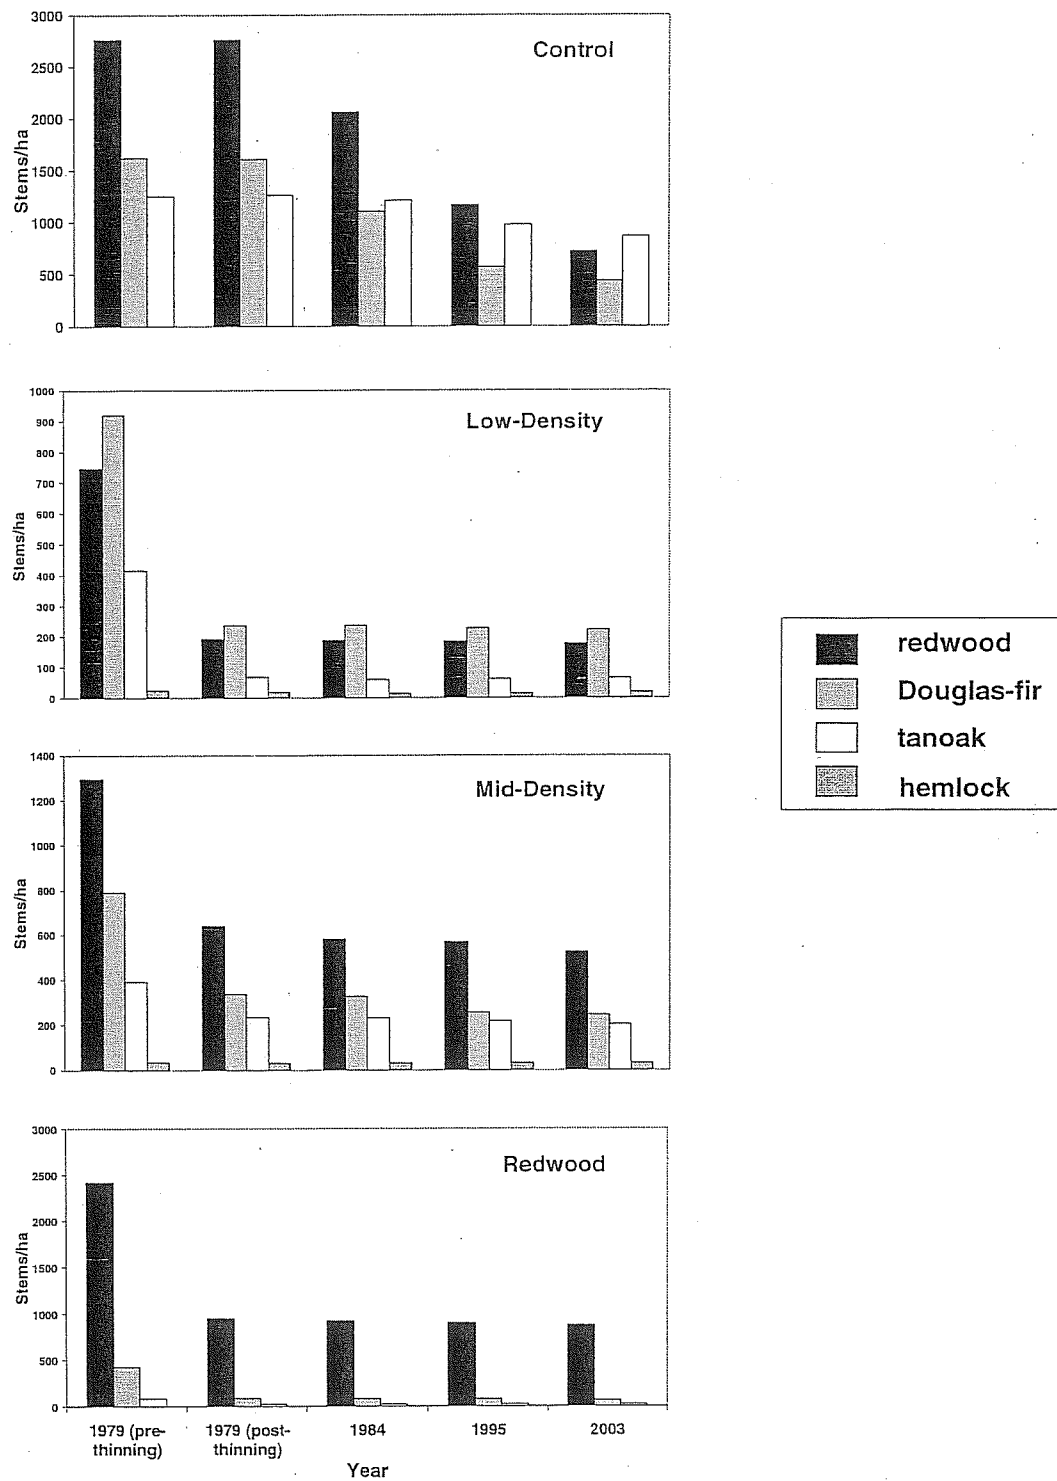 Control
Stems/ha
3000
2500
2000
1500
1000
500
0
Low-Density
Stems/ha
1000
900
800
700
600
500
400
300
200
100
0
redwood
Douglas-fir
tanoak
hemlock
Mid-Density
Stems/ha
1400
1200
1000
800
600
400
200
0
Redwood
Stems/ha
3000
2500
2000
1500
1000
500
0
1979 (pre-
thinning)
1979 (post-
thinning)
1984
1995
2003
Year